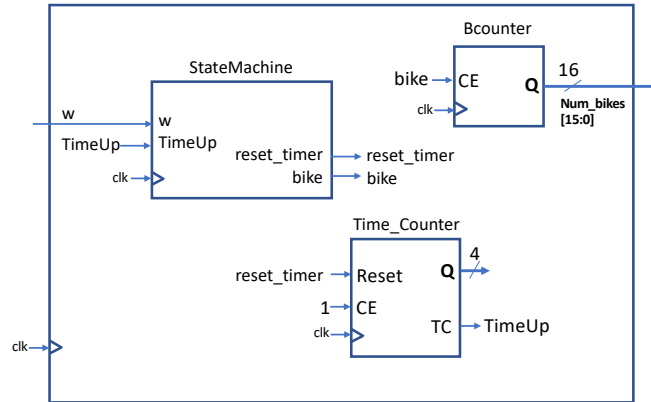 Bcounter
bike CE Q 16
clk
Num_bikes
[15:0]
StateMachine
w w
TimeUp TimeUp
reset_timer reset_timer
bike bike
clk
Time_Counter
reset_timer Reset Q 4
1 CE
clk
TC TimeUp
clk